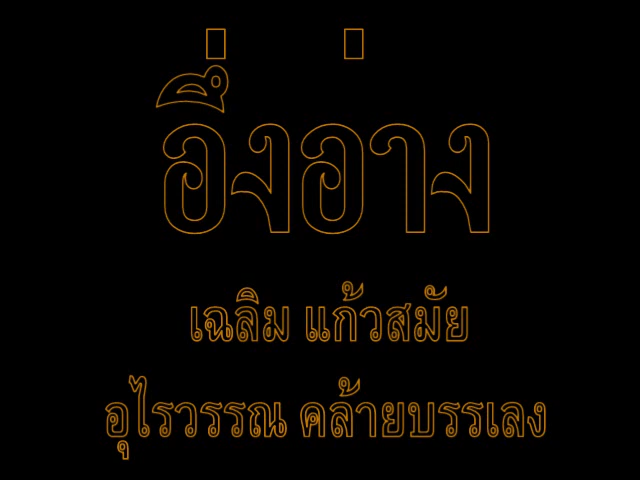 อึ่งอ่าง
เฉลิม แก้วสมัย
อุไรวรรณ คล้ายบรรเลง